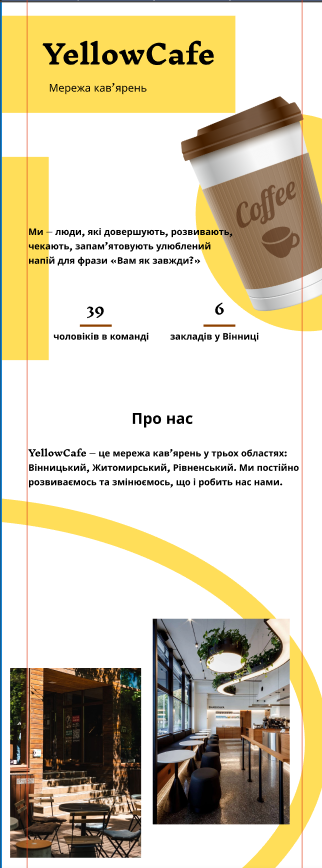 YellowCafe
Мережа кав’ярень
Coffee
Ми – люди, які довершують, розвивають,
чекають, запам’ятовують улюблений
напій для фрази «Вам як завжди?»
39
чоловіків в команді
6
закладів у Вінниці
Про нас
YellowCafe – це мережа кав’ярень у трьох областях:
Вінницький, Житомирський, Рівненський. Ми постійно
розвиваємось та змінюємось, що і робить нас нами.